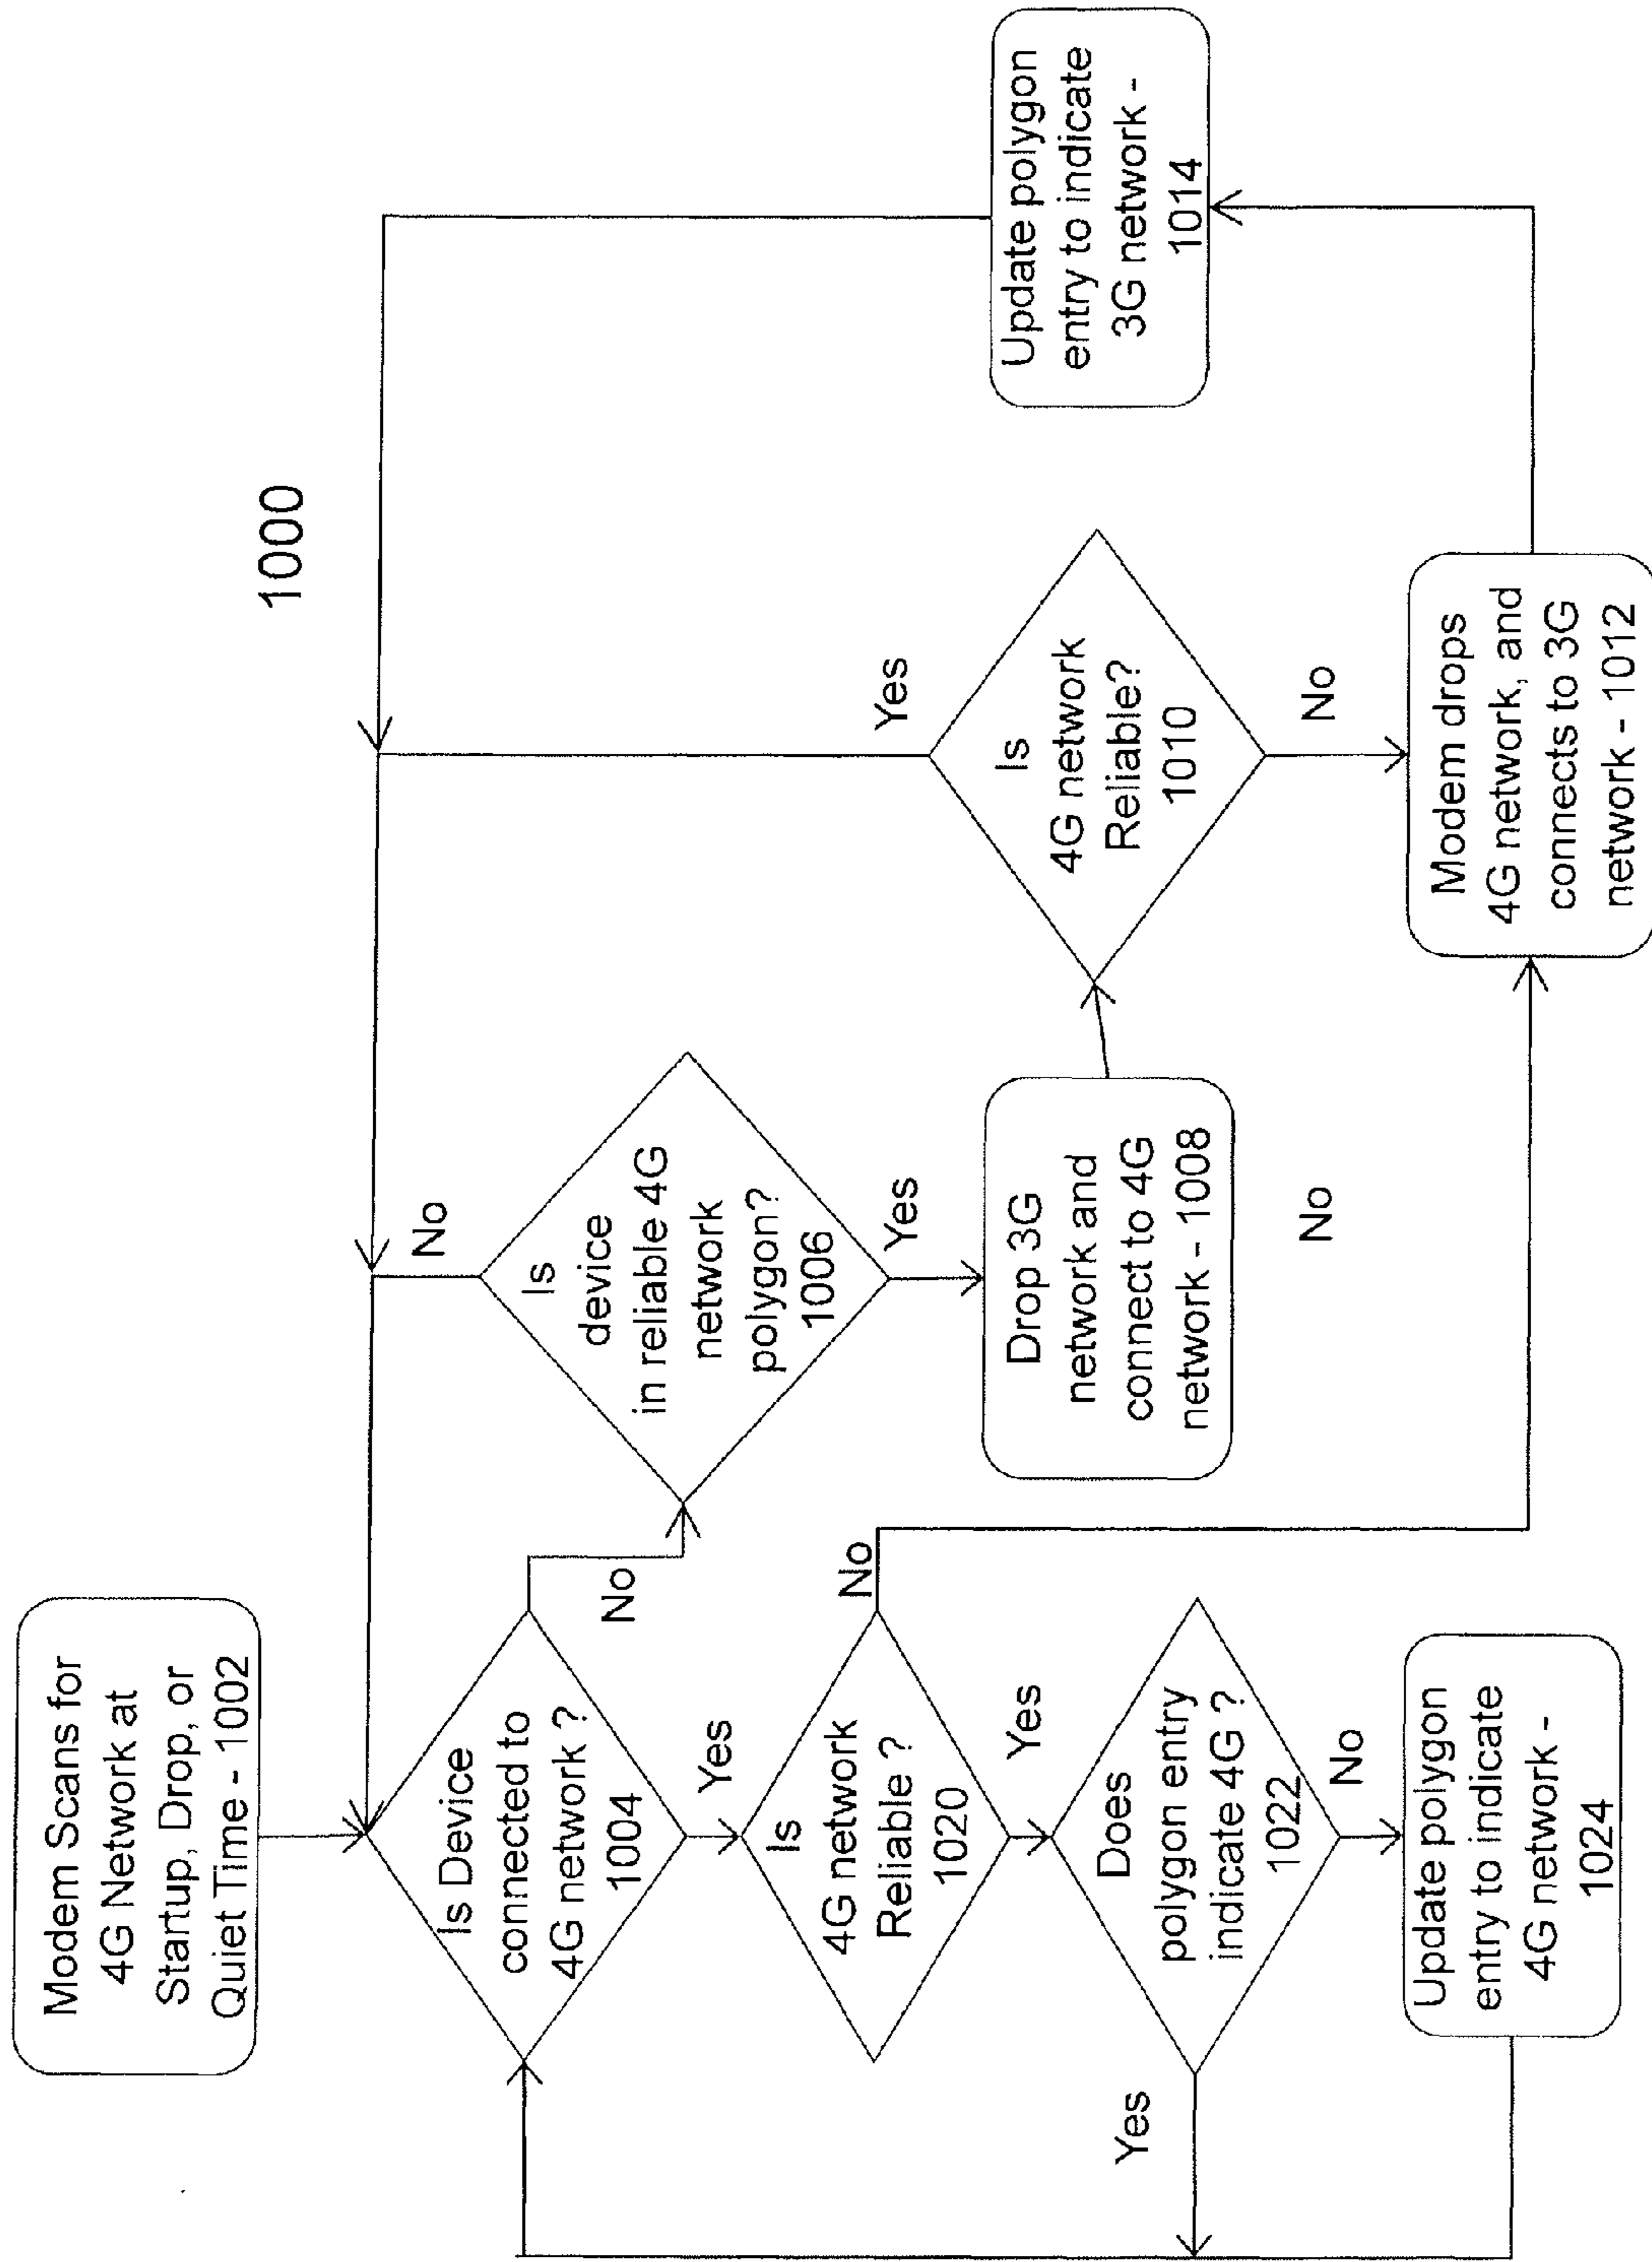 1000
Modem Scans for
4G Network at
Startup, Drop, or
Quiet Time - 1002
Is Device
connected to
4G network ?
1004
No
Yes
Is
device
in reliable 4G
network
polygon?
1006
No
Yes
Drop 3G
network and
connect to 4G
network - 1008
Is
4G network
Reliable?
1010
Yes
No
Modem drops
4G network, and
connects to 3G
network - 1012
Update polygon
entry to indicate
3G network -
1014
Is
4G network
Reliable ?
1020
No
No
Yes
Does
polygon entry
indicate 4G ?
1022
Yes
No
Update polygon
entry to indicate
4G network -
1024